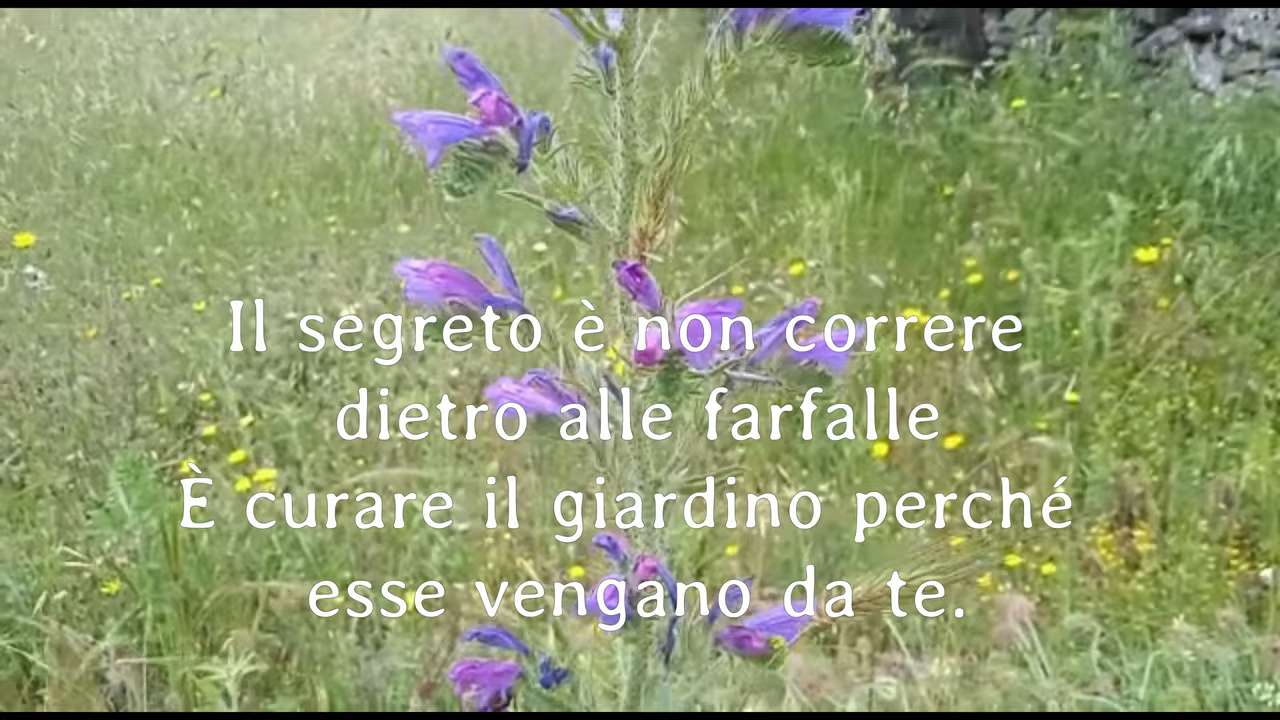 Il segreto è non correre
dietro alle farfalle
È curare il giardino perché
esse vengano da te.